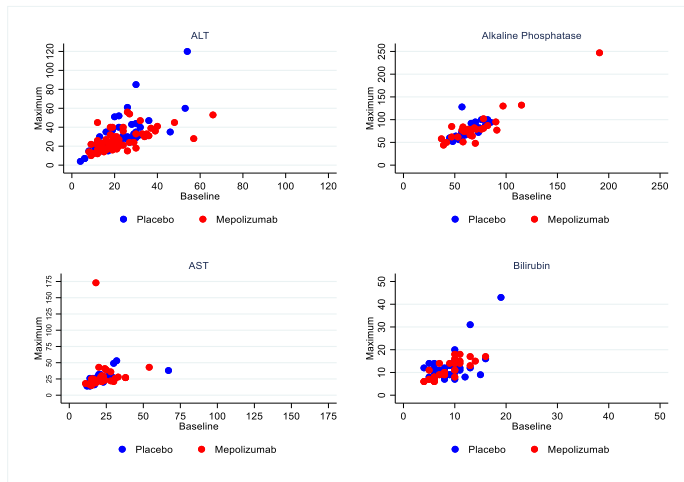 ALT
Maximum
0 20 40 60 80 100 120
0 20 40 60 80 100 120
Baseline
Placebo Mepolizumab
Alkaline Phosphatase
Maximum
0 50 100 150 200 250
0 50 100 150 200 250
Baseline
Placebo Mepolizumab
AST
Maximum
0 25 50 75 100 125 150 175
0 25 50 75 100 125 150 175
Baseline
Placebo Mepolizumab
Bilirubin
Maximum
0 10 20 30 40 50
0 10 20 30 40 50
Baseline
Placebo Mepolizumab